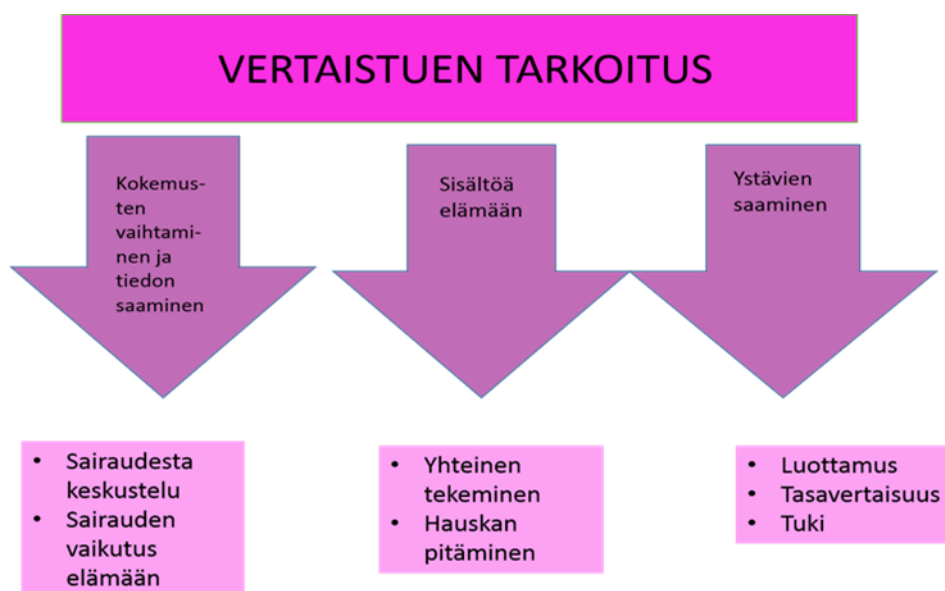 VERTAISTUEN TARKOITUS
Kokemus-
ten
vaihtami-
nen ja
tiedon
saaminen
Sisältöä
elämään
Ystävien
saaminen
• Sairaudesta
keskustelu
• Sairauden
vaikutus
elämään
• Yhteinen
tekeminen
• Hauskan
pitäminen
• Luottamus
• Tasavertaisuus
• Tuki